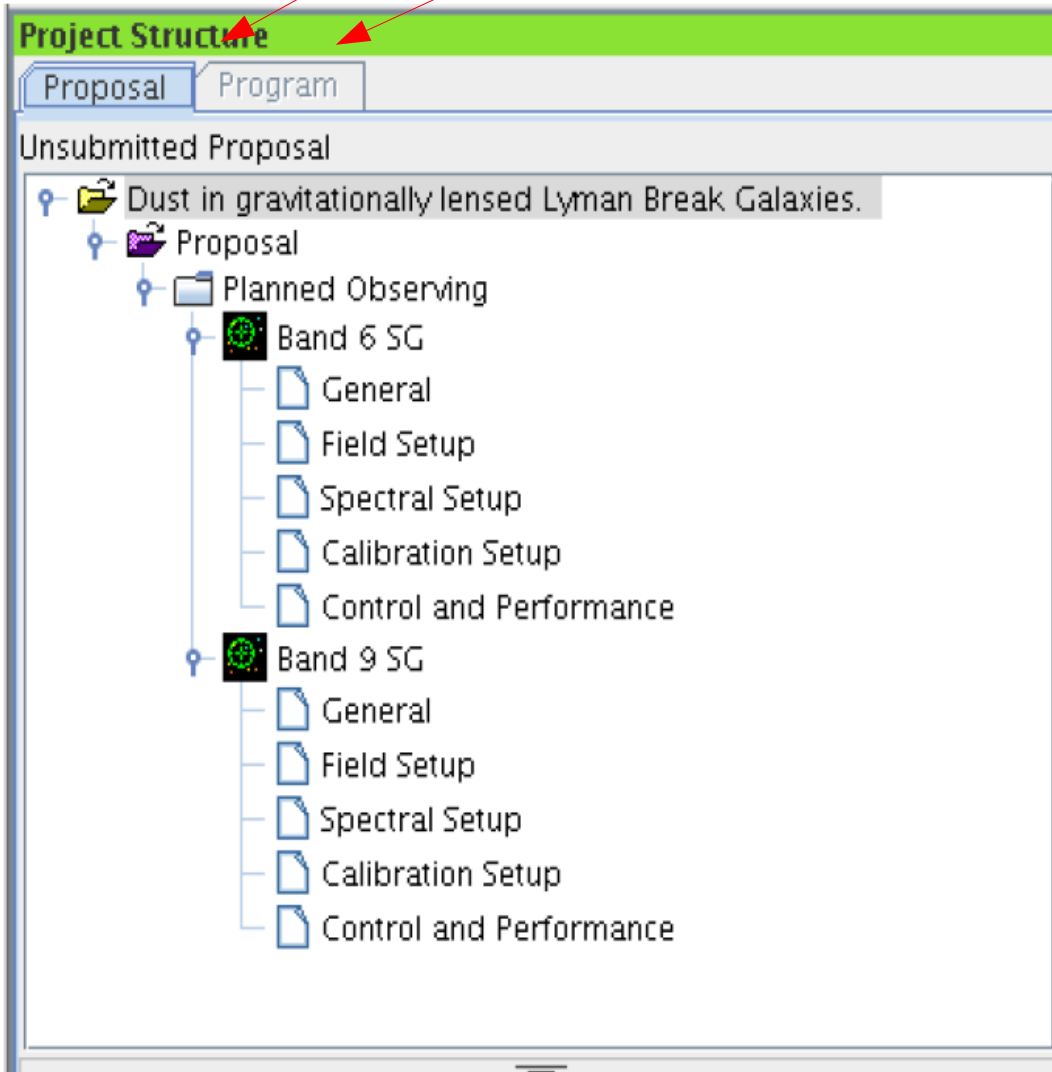 Project Structure
Proposal Program
Unsubmitted Proposal
Dust in gravitationally lensed Lyman Break Galaxies.
Proposal
Planned Observing
Band 6 SG
General
Field Setup
Spectral Setup
Calibration Setup
Control and Performance
Band 9 SG
General
Field Setup
Spectral Setup
Calibration Setup
Control and Performance